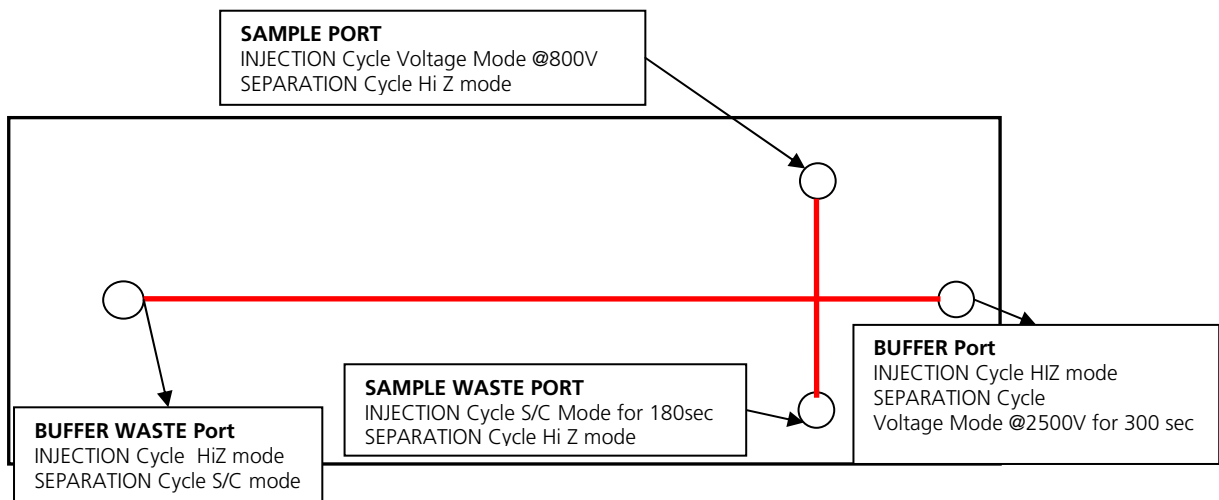 SAMPLE PORT
INJECTION Cycle Voltage Mode @800V
SEPARATION Cycle Hi Z mode
BUFFER Port
INJECTION Cycle HIZ mode
SEPARATION Cycle
Voltage Mode @2500V for 300 sec
SAMPLE WASTE PORT
INJECTION Cycle S/C Mode for 180sec
SEPARATION Cycle Hi Z mode
BUFFER WASTE Port
INJECTION Cycle HiZ mode
SEPARATION Cycle S/C mode